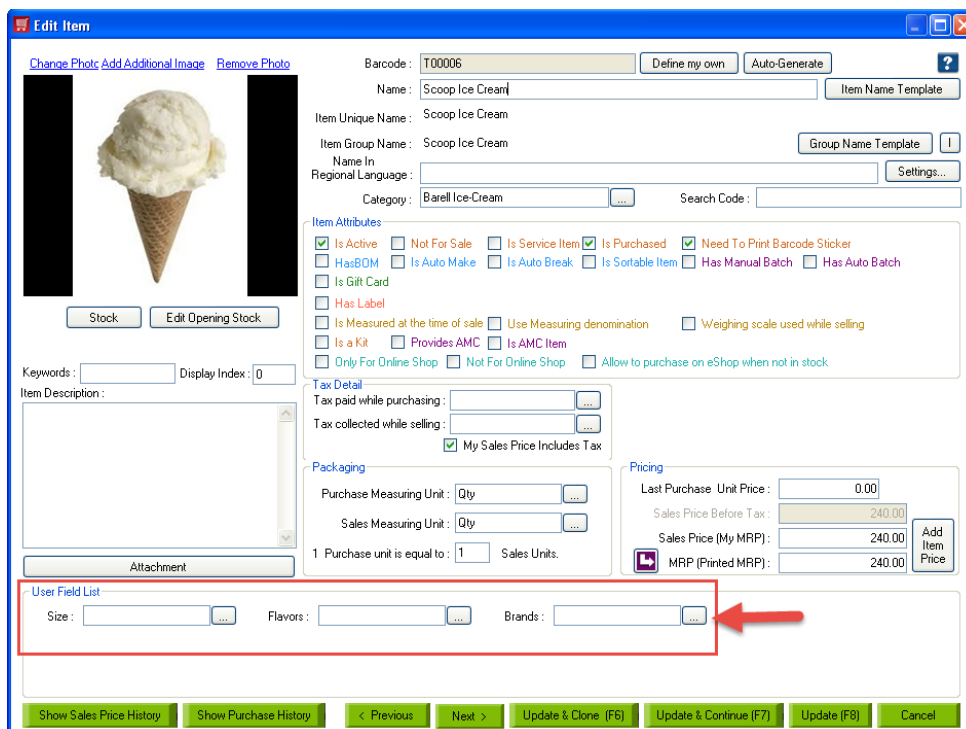 Edit Item
Change Photo Add Additional Image Remove Photo
Barcode : T00006 Define my own Auto-Generate ?
Name : Scoop Ice Cream Item Name Template
Item Unique Name : Scoop Ice Cream
Item Group Name : Scoop Ice Cream Group Name Template I
Name In
Regional Language : Settings...
Category : Barell Ice-Cream ... Search Code :
Item Attributes
Is Active Not For Sale Is Service Item Is Purchased Need To Print Barcode Sticker
HasBOM Is Auto Make Is Auto Break Is Sortable Item Has Manual Batch Has Auto Batch
Is Gift Card
Has Label
Is Measured at the time of sale Use Measuring denomination Weighing scale used while selling
Is a Kit Provides AMC Is AMC Item
Only For Online Shop Not For Online Shop Allow to purchase on eShop when not in stock
Stock Edit Opening Stock
Keywords : Display Index : 0
Item Description :
Attachment
Tax Detail
Tax paid while purchasing : ...
Tax collected while selling : ...
My Sales Price Includes Tax
Packaging
Purchase Measuring Unit : Qty ...
Sales Measuring Unit : Qty ...
1 Purchase unit is equal to : 1 Sales Units.
Pricing
Last Purchase Unit Price : 0.00
Sales Price Before Tax : 240.00
Sales Price (My MRP) : 240.00
MRP (Printed MRP) : 240.00
Add
Item
Price
User Field List
Size : ... Flavors : ... Brands : ...
Show Sales Price History Show Purchase History < Previous Next > Update & Clone (F6) Update & Continue (F7) Update (F8) Cancel